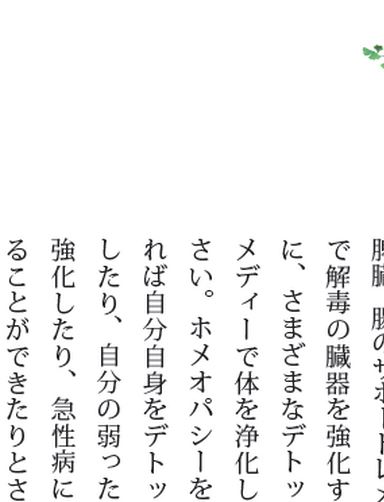 臓、腸のサポートレメ
で解毒の臓器を強化す
に、さまざまなデトッ
メディーで体を浄化し
さい。ホメオパシーを
れば自分自身をデトッ
したり、自分の弱った
強化したり、急性病に
ることができたりとさ